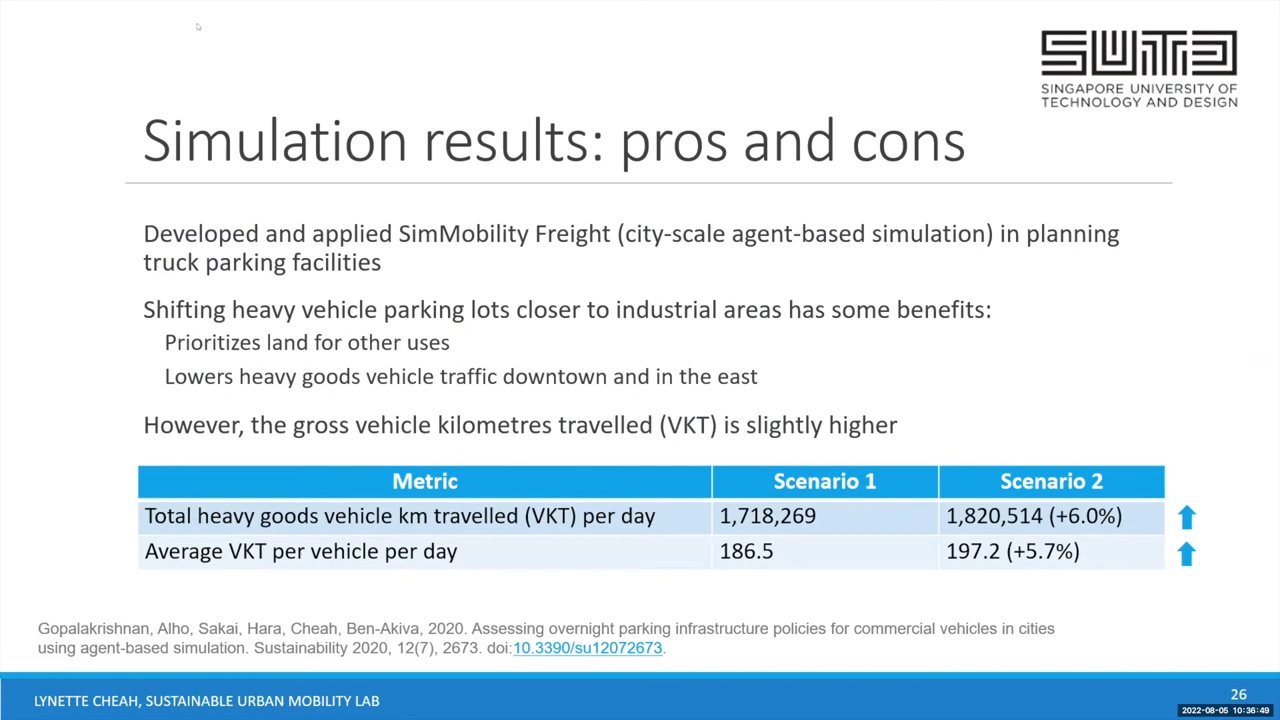 SUTD
SINGAPORE UNIVERSITY OF
TECHNOLOGY AND DESIGN
Simulation results: pros and cons
Developed and applied SimMobility Freight (city-scale agent-based simulation) in planning
truck parking facilities
Shifting heavy vehicle parking lots closer to industrial areas has some benefits:
Prioritizes land for other uses
Lowers heavy goods vehicle traffic downtown and in the east
However, the gross vehicle kilometres travelled (VKT) is slightly higher
Metric Scenario 1 Scenario 2
Total heavy goods vehicle km travelled (VKT) per day 1,718,269 1,820,514 (+6.0%)
Average VKT per vehicle per day 186.5 197.2 (+5.7%)
Gopalakrishnan, Alho, Sakai, Hara, Cheah, Ben-Akiva, 2020. Assessing overnight parking infrastructure policies for commercial vehicles in cities
using agent-based simulation. Sustainability 2020, 12(7), 2673. doi:10.3390/su12072673.
LYNETTE CHEAH, SUSTAINABLE URBAN MOBILITY LAB
26
2022-08-05 10:36:49